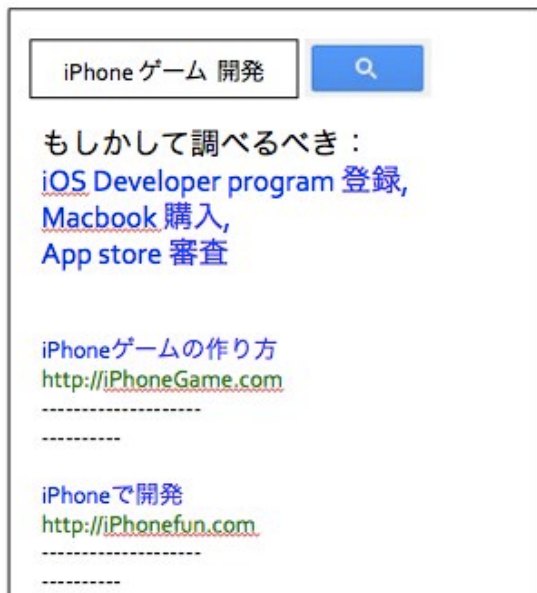 iPhone ゲーム 開発
もしかして調べるべき：
iOS Developer program 登録,
Macbook 購入,
App store 審査
iPhoneゲームの作り方
http://iPhoneGame.com
--------------------
----------
iPhoneで開発
http://iPhonefun.com
--------------------
----------